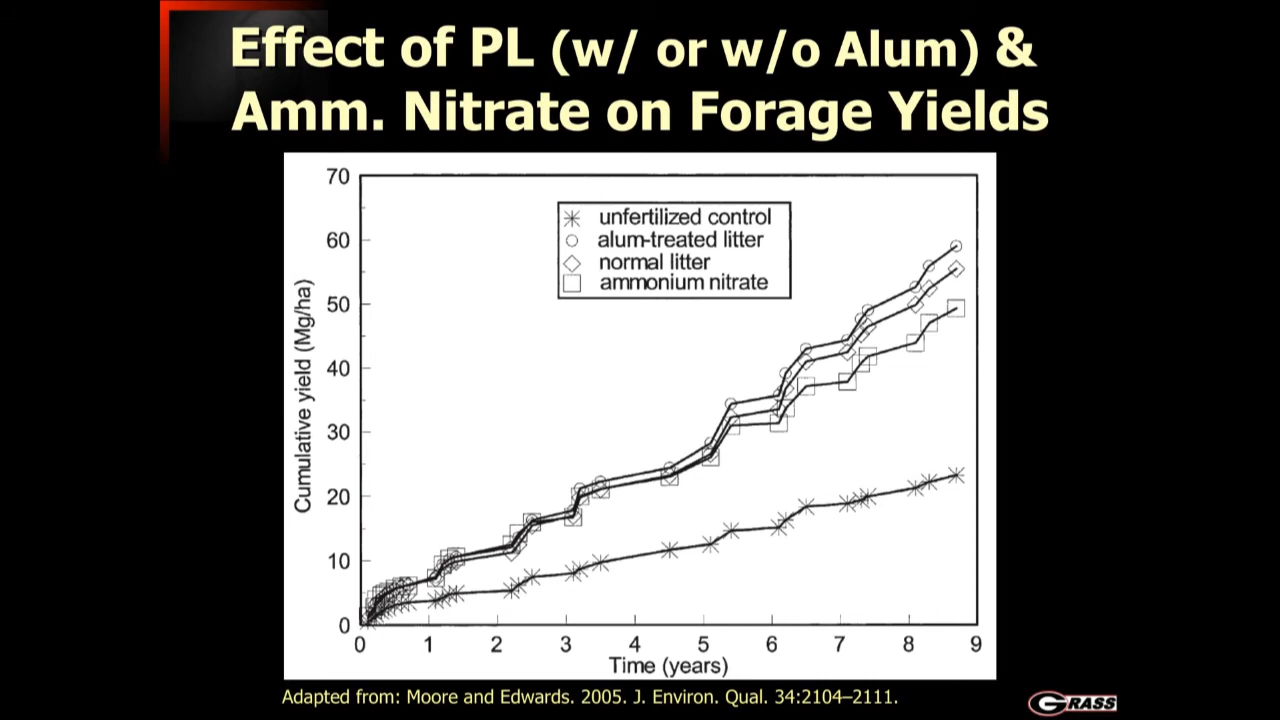 Effect of PL (w/ or w/o Alum) &
Amm. Nitrate on Forage Yields
70
60
50
40
30
20
10
0
Cumulative yield (Mg/ha)
unfertilized control
alum-treated litter
normal litter
ammonium nitrate
0 1 2 3 4 5 6 7 8 9
Time (years)
Adapted from: Moore and Edwards. 2005. J. Environ. Qual. 34:2104–2111.
GRASS